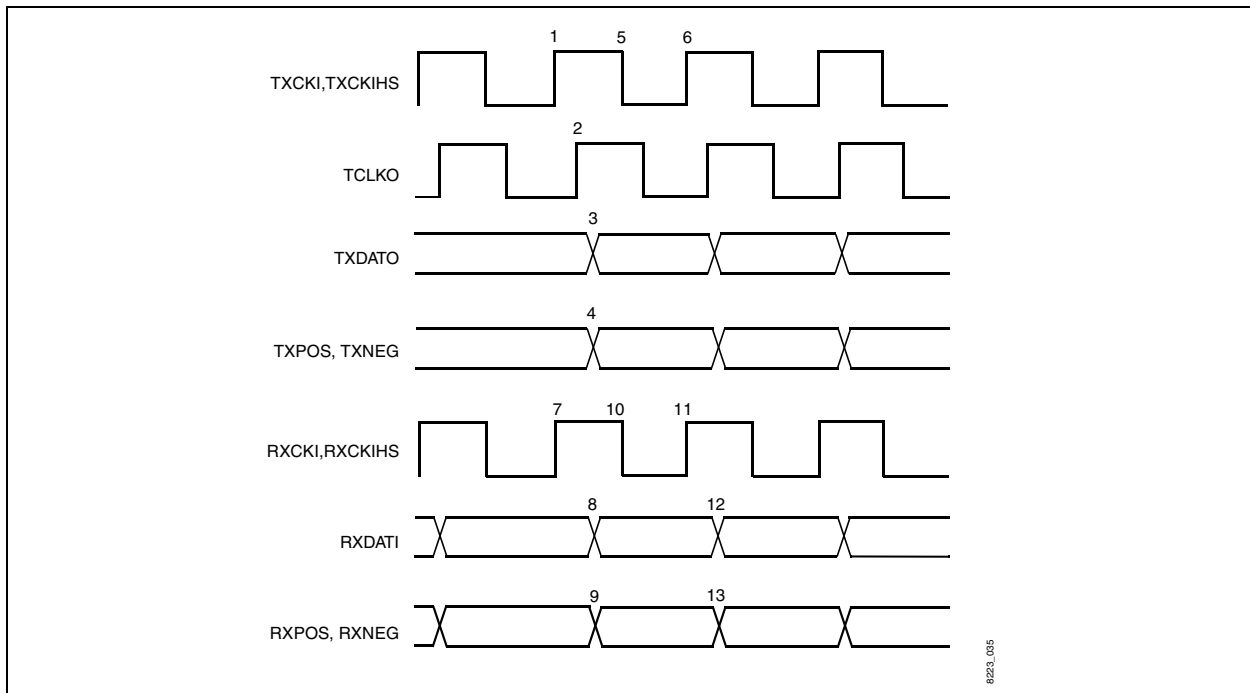 1 5 6
TXCKI,TXCKIHS
2
TCLKO
3
TXDATO
4
TXPOS, TXNEG
7 10 11
RXCKI,RXCKIHS
8 12
RXDATI
9 13
RXPOS, RXNEG
8223_035